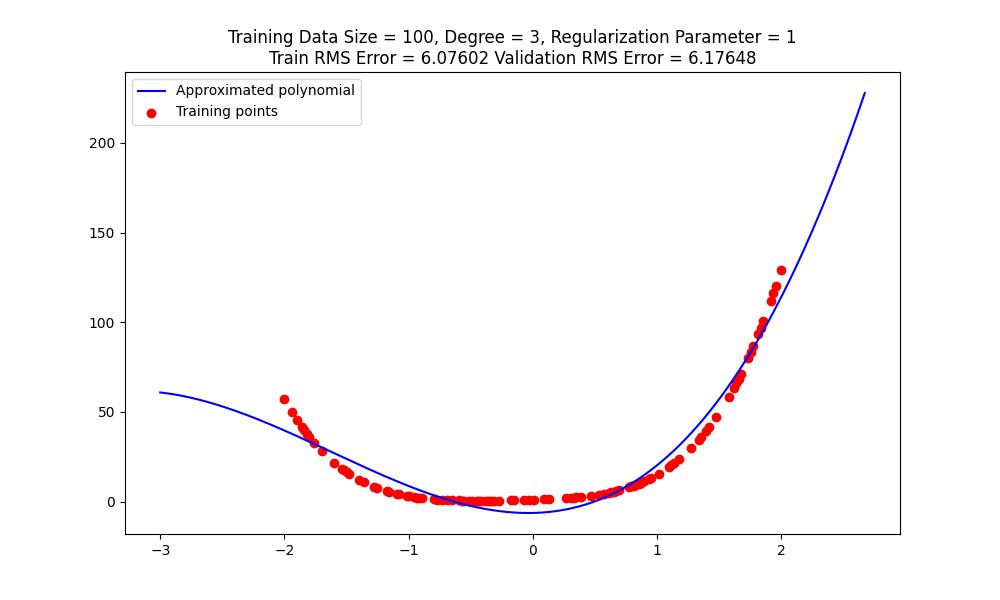 Training Data Size = 100, Degree = 3, Regularization Parameter = 1
Train RMS Error = 6.07602 Validation RMS Error = 6.17648
Approximated polynomial
Training points
200
150
100
50
0
−3 −2 −1 0 1 2